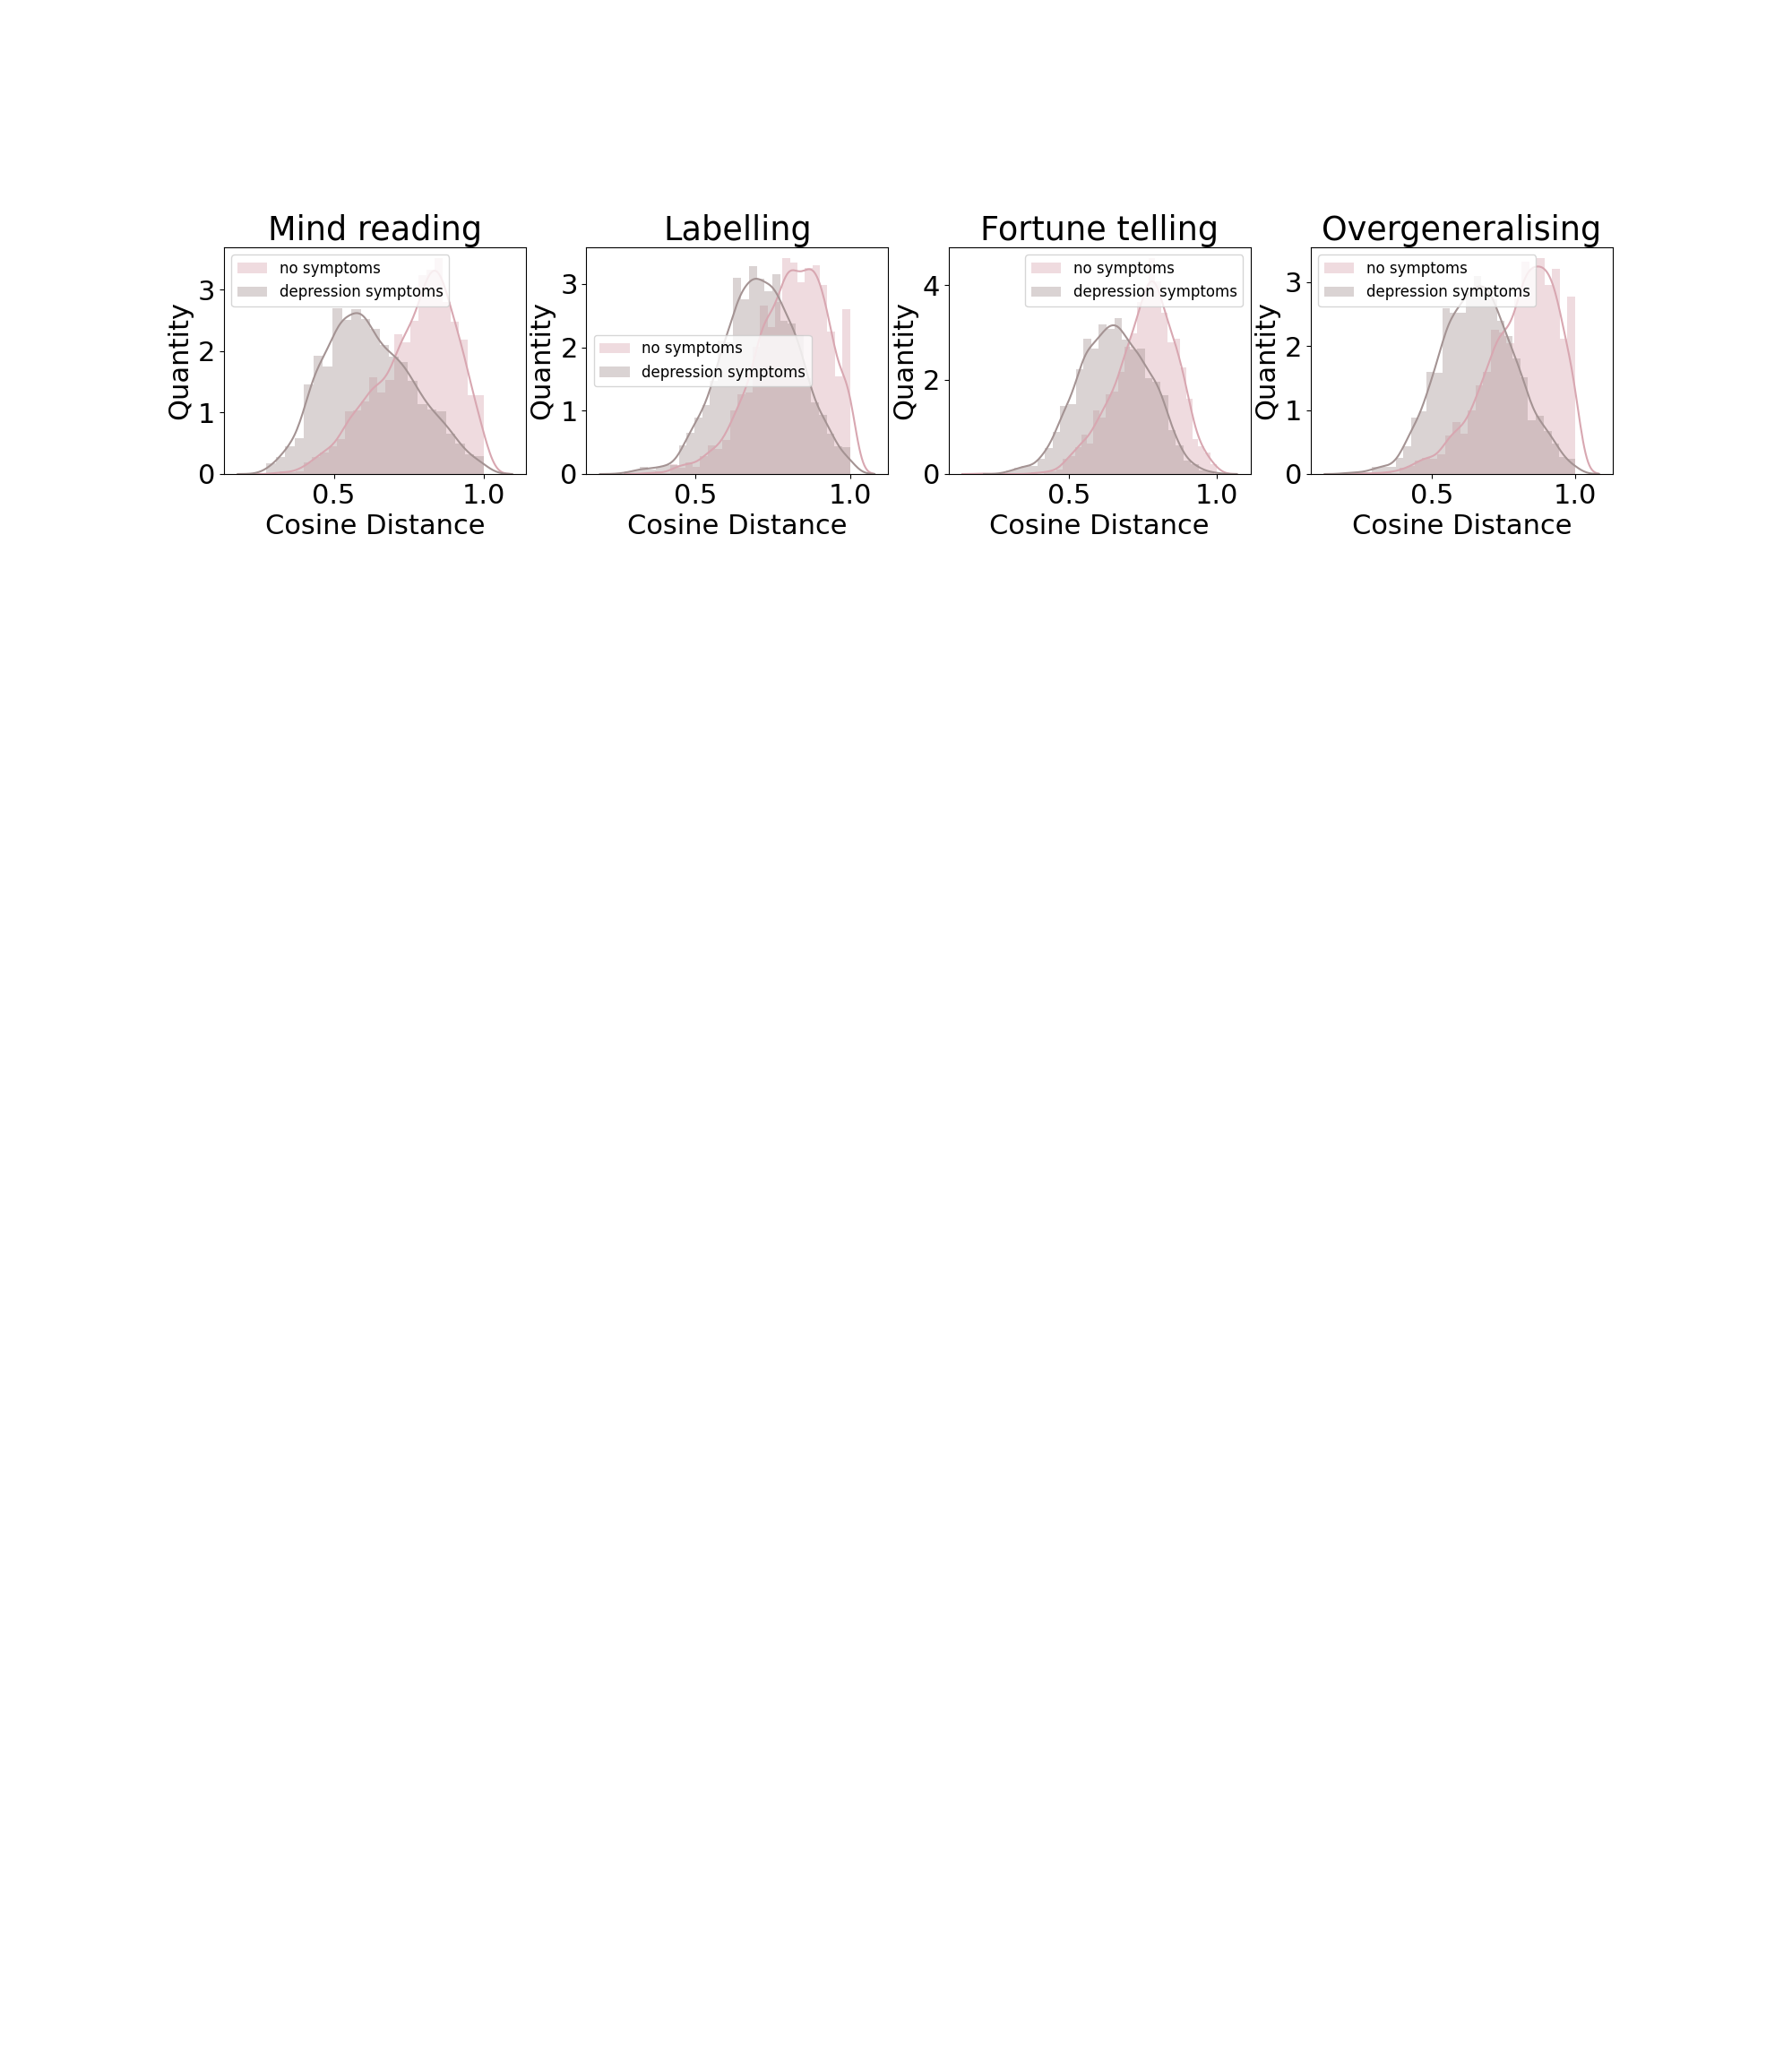 Mind reading
Labelling
Fortune telling
Overgeneralising
Quantity
3
2
1
0
no symptoms
depression symptoms
0.5
1.0
Cosine Distance
Quantity
3
2
1
0
no symptoms
depression symptoms
0.5
1.0
Cosine Distance
Quantity
4
2
0
no symptoms
depression symptoms
0.5
1.0
Cosine Distance
Quantity
3
2
1
0
no symptoms
depression symptoms
0.5
1.0
Cosine Distance